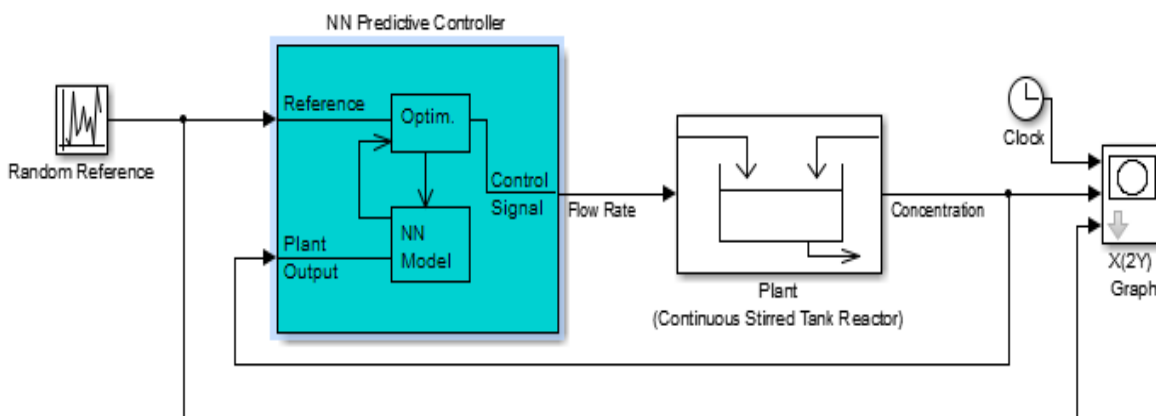 NN Predictive Controller
Random Reference
Reference
Optim.
Control
Signal
Plant
Output
NN
Model
Flow Rate
Plant
(Continuous Stirred Tank Reactor)
Concentration
Clock
X(2Y)
Graph